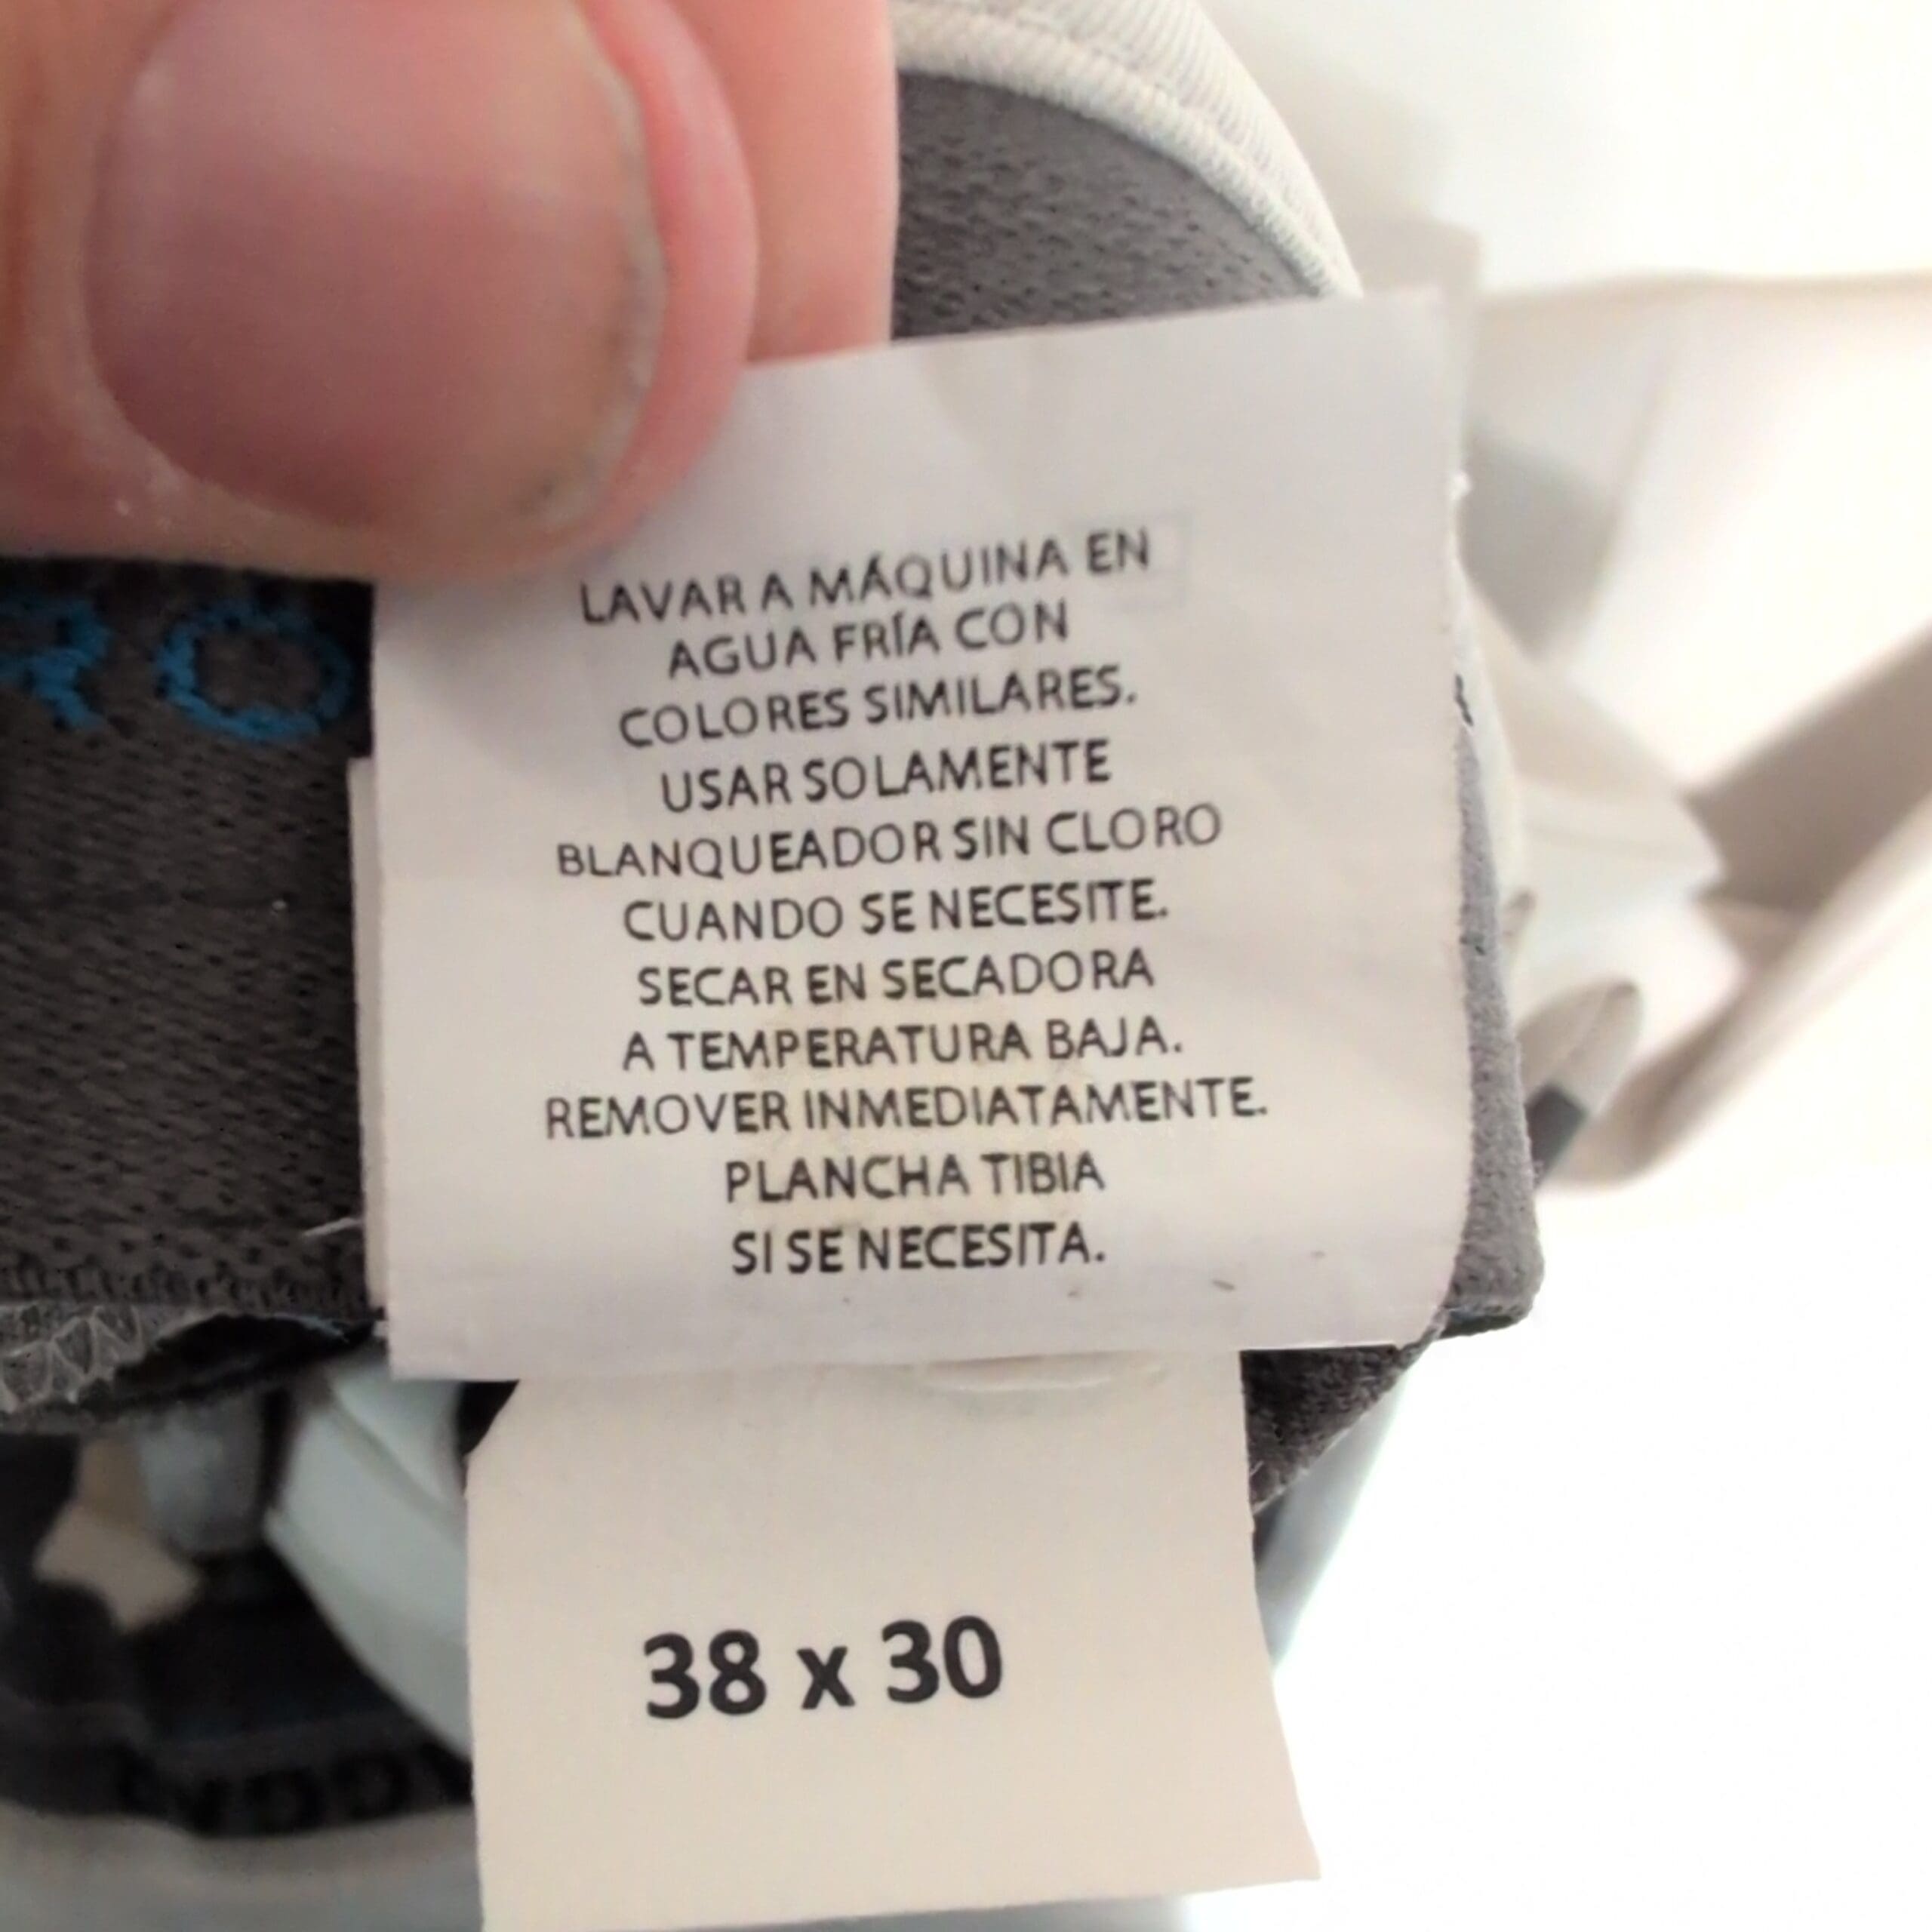 LAVAR A MÁQUINA EN
AGUA FRÍA CON
COLORES SIMILARES.
USAR SOLAMENTE
BLANQUEADOR SIN CLORO
CUANDO SE NECESITE.
SECAR EN SECADORA
A TEMPERATURA BAJA.
REMOVER INMEDIATAMENTE.
PLANCHA TIBIA
SI SE NECESITA.
38 x 30